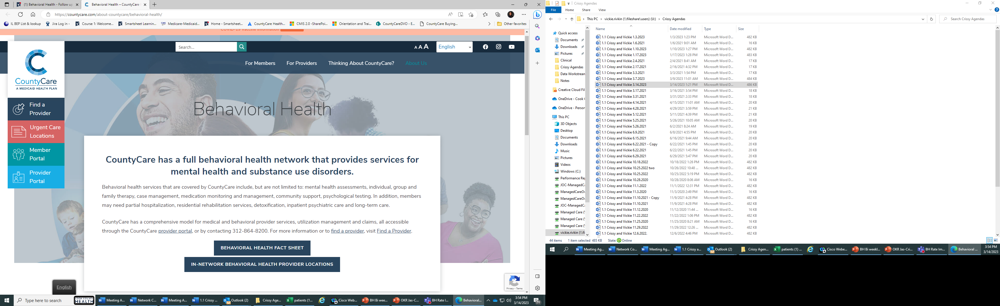 (1) Behavioral Health - Follow up
Behavioral Health – CountyCare
https://countycare.com/about-countycare/behavioral-health/
IL BEP List & lookup
Jira Log in -
Course 1: Welcome...
Smartsheet Learnin...
Medicare-Medicaid...
Home - Smartsheet...
CountyCare Health...
CMIS 2.0 -SharePoi...
Orientation and Trai...
CountyCareDVO - E...
CountyCare Buying...
Other favorites
COVID-19 Vaccine Information
Search...
A A A
English
For Members
For Providers
Thinking About CountyCare?
About Us
CountyCare
A MEDICAID HEALTH PLAN
Find a
Provider
Urgent Care
Locations
Member
Portal
Provider
Portal
Behavioral Health
CountyCare has a full behavioral health network that provides services for
mental health and substance use disorders.
Behavioral health services that are covered by CountyCare include, but are not limited to: mental health assessments, individual, group and
family therapy, case management, medication monitoring and management, community support, psychological testing. In addition, members
may need partial hospitalization, residential rehabilitation services, detoxification, inpatient psychiatric care and long-term care.
CountyCare has a comprehensive model for medical and behavioral provider services, utilization management and claims, all accessible
through the CountyCare provider portal, or by contacting 312-864-8200. For more information or to find a provider, visit Find a Provider.
BEHAVIORAL HEALTH FACT SHEET
IN-NETWORK BEHAVIORAL HEALTH PROVIDER LOCATIONS
English
Privacy - Terms
Type here to search
COOK COUNTY
HEALTH
Meeting A...
Network C...
Meeting A...
1.1 Crissy ...
Outlook (2)
Crissy Age...
patients (1...
Cisco Web...
BH Bi wee...
OKR Jas-C...
BH Rate I...
Behavioral...
3:54 PM
3/14/2023
20
Crissy Agendas
File
Home
Share
View
This PC > vickie.rivkin (\\fileshare\users) (U:) > Crissy Agendas
Search Crissy Agendas
Quick access
Documents
Downloads
Pictures
Clinical
Crissy Agendas
Data Workstrean
Notes
Creative Cloud Fil
OneDrive - Cook
OneDrive - Persor
This PC
3D Objects
Desktop
Documents
Downloads
Music
Pictures
Videos
Windows (C:)
Performance Rep
JOC-ManagedC
ManagedCareOv
ManagedCareOv
JOC-ManagedC
Managed Care (
Managed Care (
Managed Care (
vickie.rivkin (\\fi
Name Date modified Type Size
1.1 Crissy and Vickie 1.3.2023 1/3/2023 1:23 PM Microsoft Word D... 482 KB
1.1 Crissy and Vickie 1.6.2021 1/6/2021 9:01 AM Microsoft Word D... 16 KB
1.1 Crissy and Vickie 1.10.2023 1/10/2023 1:27 PM Microsoft Word D... 482 KB
1.1 Crissy and Vickie 1.17.2023 1/17/2023 1:28 PM Microsoft Word D... 483 KB
1.1 Crissy and Vickie 2.4.2021 2/4/2021 8:41 AM Microsoft Word D... 17 KB
1.1 Crissy and Vickie 2.17.2021 2/16/2021 4:32 PM Microsoft Word D... 17 KB
1.1 Crissy and Vickie 3.3.2021 3/3/2021 1:54 PM Microsoft Word D... 17 KB
1.1 Crissy and Vickie 3.7.2023 3/9/2023 11:01 AM Microsoft Word D... 484 KB
1.1 Crissy and Vickie 3.14.2023 3/14/2023 1:21 PM Microsoft Word D... 486 KB
1.1 Crissy and Vickie 3.17.2021 3/16/2021 3:54 PM Microsoft Word D... 18 KB
1.1 Crissy and Vickie 3.31.2021 3/31/2021 2:33 PM Microsoft Word D... 18 KB
1.1 Crissy and Vickie 4.14.2021 4/15/2021 11:01 AM Microsoft Word D... 20 KB
1.1 Crissy and Vickie 4.28.2021 4/29/2021 3:59 PM Microsoft Word D... 21 KB
1.1 Crissy and Vickie 5.12.2021 5/11/2021 4:39 PM Microsoft Word D... 21 KB
1.1 Crissy and Vickie 5.25.2021 5/26/2021 10:05 AM Microsoft Word D... 20 KB
1.1 Crissy and Vickie 5.26.2021 6/2/2021 8:24 AM Microsoft Word D... 19 KB
1.1 Crissy and Vickie 6.9.2021 6/8/2021 4:55 PM Microsoft Word D... 20 KB
1.1 Crissy and Vickie 6.15.2021 6/16/2021 9:44 AM Microsoft Word D... 20 KB
1.1 Crissy and Vickie 6.22.2021 - Copy 6/22/2021 1:45 PM Microsoft Word D... 20 KB
1.1 Crissy and Vickie 6.22.2021 6/22/2021 1:45 PM Microsoft Word D... 20 KB
1.1 Crissy and Vickie 6.29.2021 6/29/2021 5:47 PM Microsoft Word D... 20 KB
1.1 Crissy and Vickie 10.18.2022 10/18/2022 1:26 PM Microsoft Word D... 482 KB
1.1 Crissy and Vickie 10.25.2022 two 10/26/2022 10:48 ... Microsoft Word D... 482 KB
1.1 Crissy and Vickie 10.25.2022 10/25/2022 5:19 PM Microsoft Word D... 482 KB
1.1 Crissy and Vickie 10.28.2020 10/28/2020 8:06 AM Microsoft Word D... 16 KB
1.1 Crissy and Vickie 11.1.2022 11/1/2022 12:31 PM Microsoft Word D... 482 KB
1.1 Crissy and Vickie 11.3.2020 11/3/2020 2:49 PM Microsoft Word D... 16 KB
1.1 Crissy and Vickie 11.10.2021 - Copy 11/9/2021 4:28 PM Microsoft Word D... 482 KB
1.1 Crissy and Vickie 11.10.2021 11/9/2021 4:28 PM Microsoft Word D... 482 KB
1.1 Crissy and Vickie 11.12.2020 11/12/2020 11:44 ... Microsoft Word D... 16 KB
1.1 Crissy and Vickie 11.22.2022 11/22/2022 1:06 PM Microsoft Word D... 482 KB
1.1 Crissy and Vickie 11.25.2020 11/25/2020 8:21 AM Microsoft Word D... 16 KB
1.1 Crissy and Vickie 11.29.2022 11/29/2022 12:26 ... Microsoft Word D... 482 KB
1.1 Crissy and Vickie 12.6.2022. 12/6/2022 4:46 PM Microsoft Word D... 482 KB
44 items 1 item selected 485 KB State: Online
Meeting Ag...
Network Co...
Meeting Ag...
1.1 Crissy a...
Outlook (2)
Crissy Agen...
patients (1) ...
Cisco Webe...
BH Bi weekl...
OKR Jas-Cri...
BH Rate Im...
Behavioral ...
3:54 PM
3/14/2023